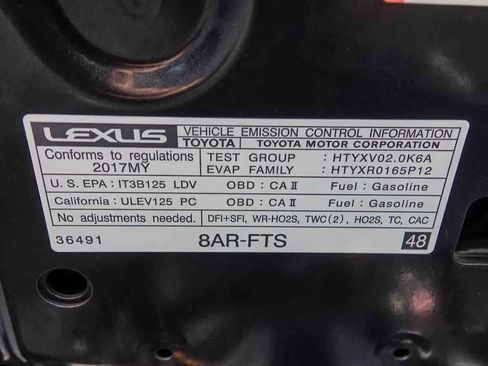 LEXUS VEHICLE EMISSION CONTROL INFORMATION
TOYOTA TOYOTA MOTOR CORPORATION
Conforms to regulations TEST GROUP : HTYXV02.0K6A
2017MY EVAP FAMILY : HTYXR0165P12
U.S. EPA : IT3B125 LDV OBD : CA II Fuel : Gasoline
California : ULEV125 PC OBD : CA II Fuel : Gasoline
No adjustments needed. DFI+SFI, WR-HO2S, TWC(2), HO2S, TC, CAC
36491 8AR-FTS 48